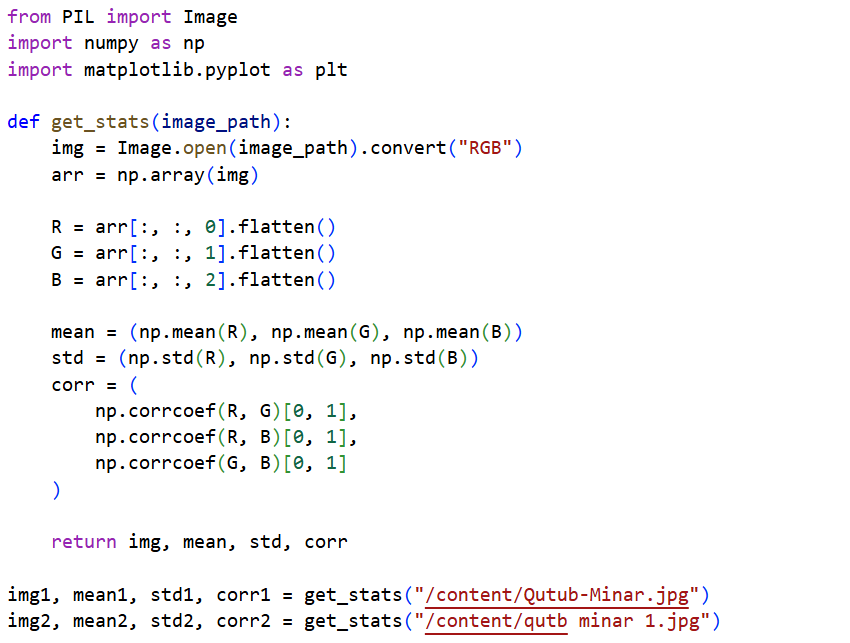 from PIL import Image
import numpy as np
import matplotlib.pyplot as plt

def get_stats(image_path):
    img = Image.open(image_path).convert("RGB")
    arr = np.array(img)

    R = arr[:, :, 0].flatten()
    G = arr[:, :, 1].flatten()
    B = arr[:, :, 2].flatten()

    mean = (np.mean(R), np.mean(G), np.mean(B))
    std = (np.std(R), np.std(G), np.std(B))
    corr = (
        np.corrcoef(R, G)[0, 1],
        np.corrcoef(R, B)[0, 1],
        np.corrcoef(G, B)[0, 1]
    )

    return img, mean, std, corr

img1, mean1, std1, corr1 = get_stats("/content/Qutub-Minar.jpg")
img2, mean2, std2, corr2 = get_stats("/content/qutb minar 1.jpg")